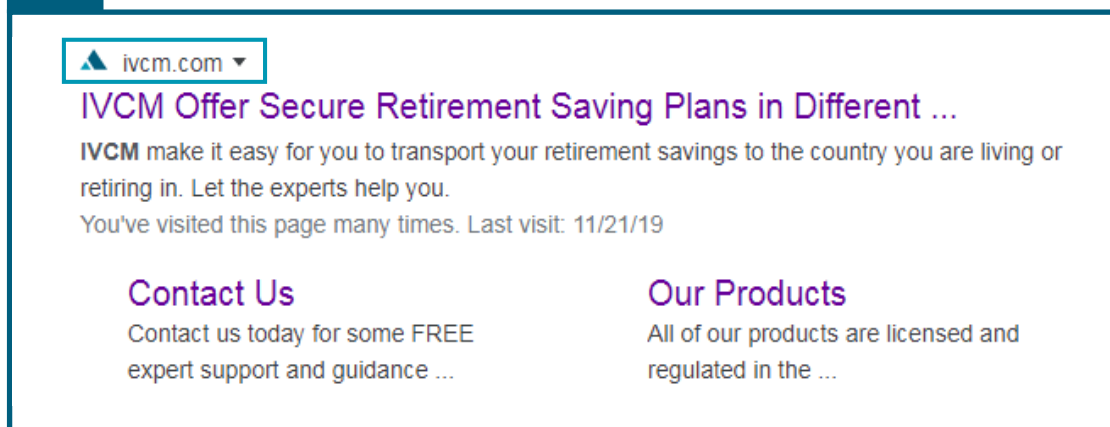 ivcm.com
IVCM Offer Secure Retirement Saving Plans in Different ...
IVCM make it easy for you to transport your retirement savings to the country you are living or
retiring in. Let the experts help you.
You've visited this page many times. Last visit: 11/21/19
Contact Us
Contact us today for some FREE
expert support and guidance ...
Our Products
All of our products are licensed and
regulated in the ...